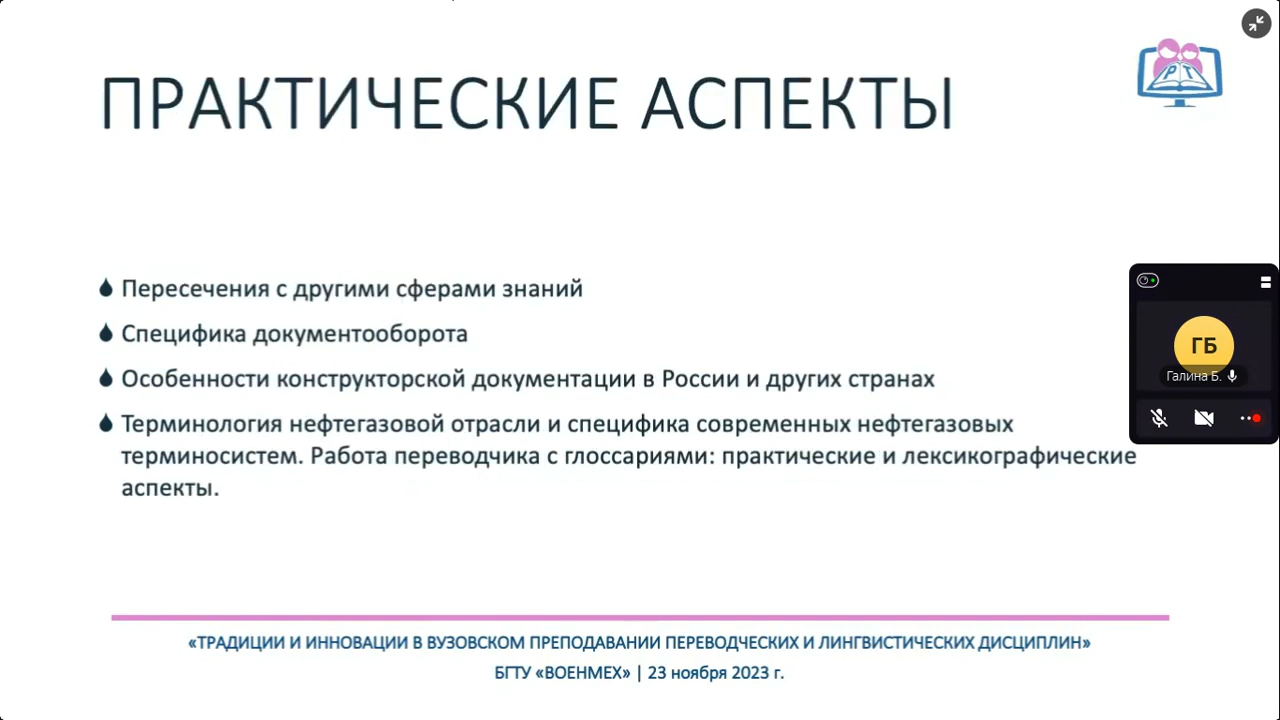 ПРАКТИЧЕСКИЕ АСПЕКТЫ
РТ
Пересечения с другими сферами знаний
Специфика документооборота
Особенности конструкторской документации в России и других странах
Терминология нефтегазовой отрасли и специфика современных нефтегазовых
терминосистем. Работа переводчика с глоссариями: практические и лексикографические
аспекты.
ГБ
Галина Б.
«ТРАДИЦИИ И ИННОВАЦИИ В ВУЗОВСКОМ ПРЕПОДАВАНИИ ПЕРЕВОДЧЕСКИХ И ЛИНГВИСТИЧЕСКИХ ДИСЦИПЛИН»
БГТУ «ВОЕНМЕХ» | 23 ноября 2023 г.